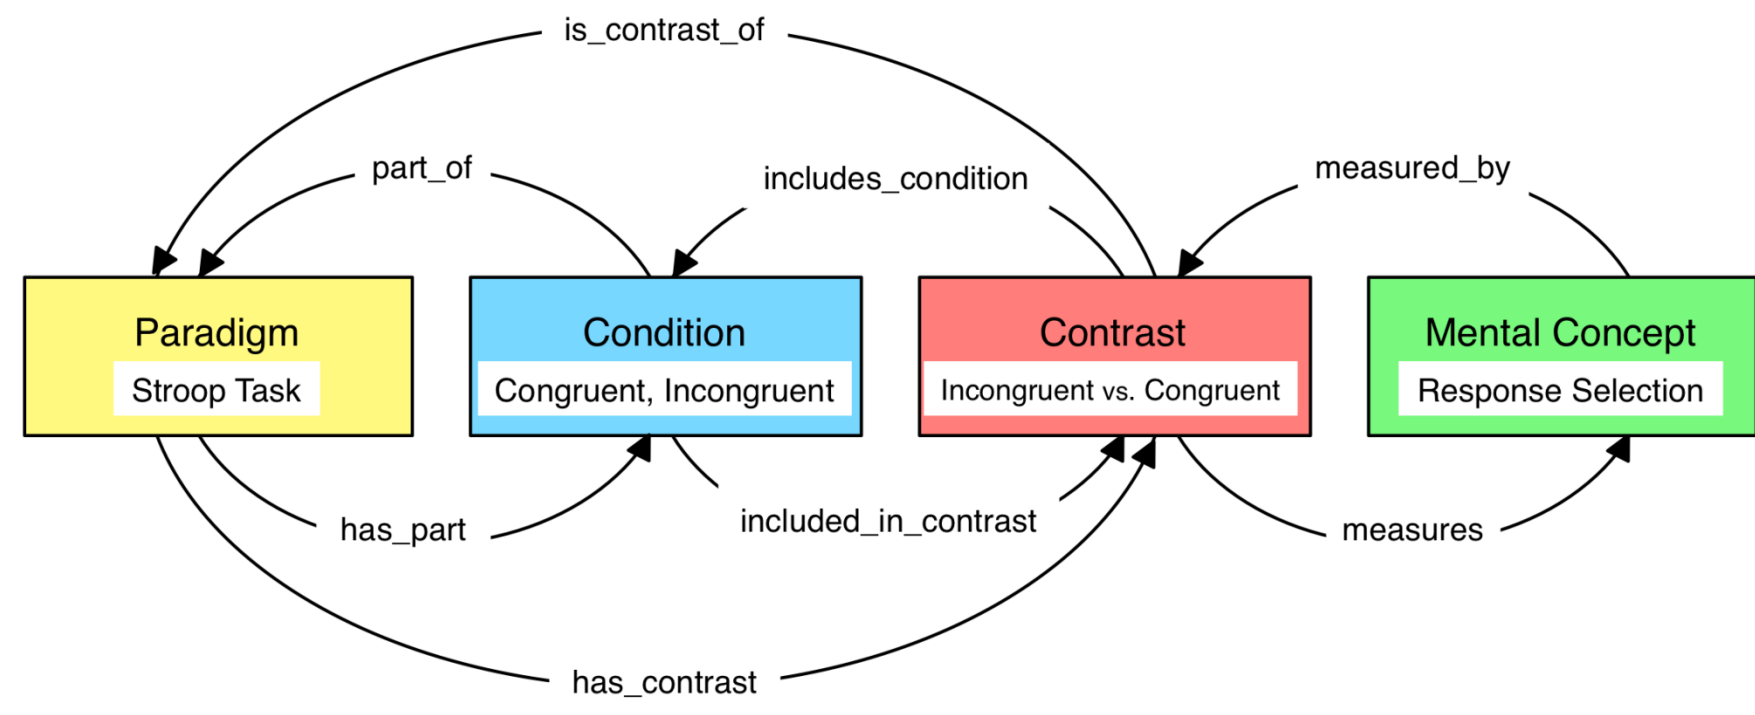 is_contrast_of
part_of
includes_condition
measured_by
Paradigm
Stroop Task
Condition
Congruent, Incongruent
Contrast
Incongruent vs. Congruent
Mental Concept
Response Selection
has_part
included_in_contrast
measures
has_contrast